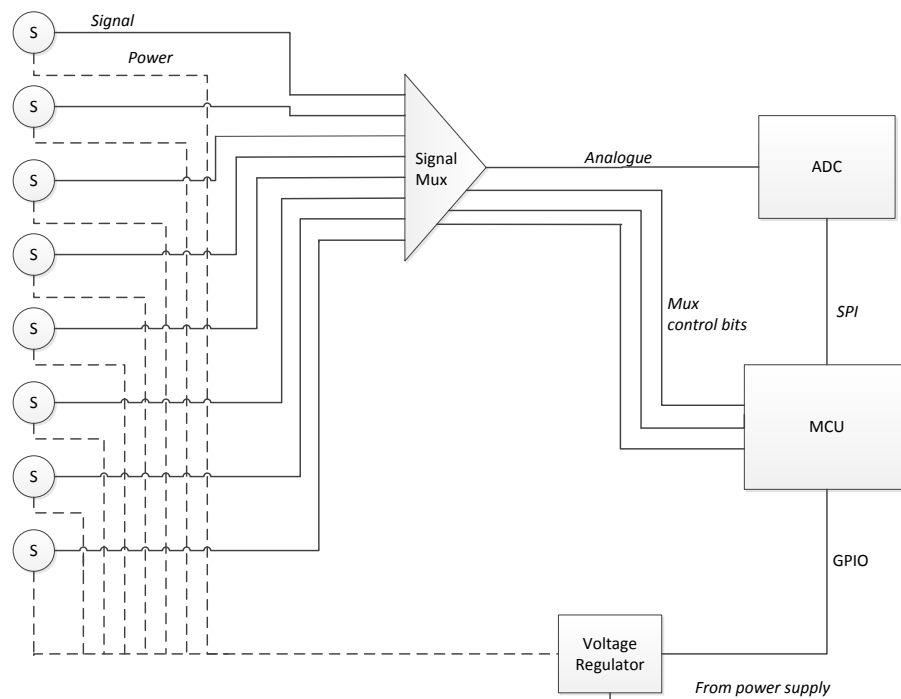 S
Signal
Power
S
S
S
S
S
S
S
Signal
Mux
Analogue
ADC
Mux
control bits
SPI
MCU
GPIO
Voltage
Regulator
From power supply